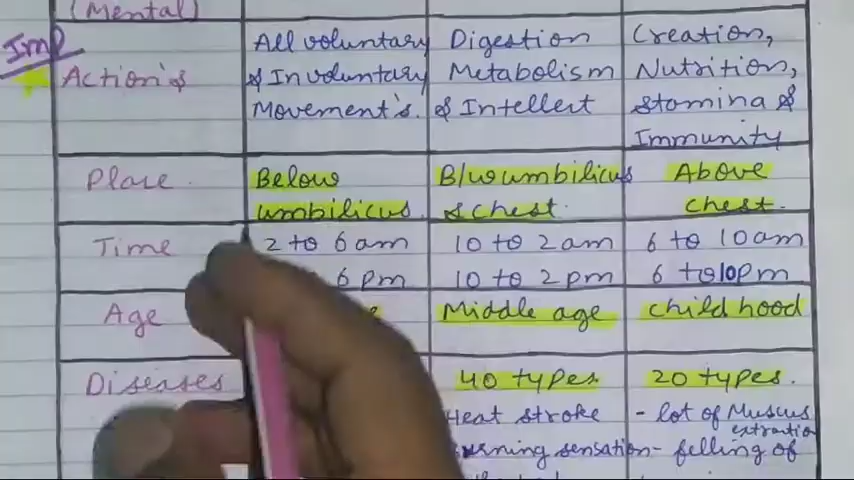 (Mental)
Imp
Action's
All voluntary
& Involuntary
Movement's.
Digestion
Metabolism
& Intellect
Creation,
Nutrition,
Stamina &
Immunity
Place
Below
umbilicus.
B/w umbilicus
& chest.
Above
chest.
Time
2 to 6 am
6 pm
10 to 2 am
10 to 2 pm
6 to 10 am
6 to 10 pm
Age
Middle age
child hood
Diseases
40 types.
Heat stroke
burning sensation
20 types.
- lot of Muscus
extraction
- felling of